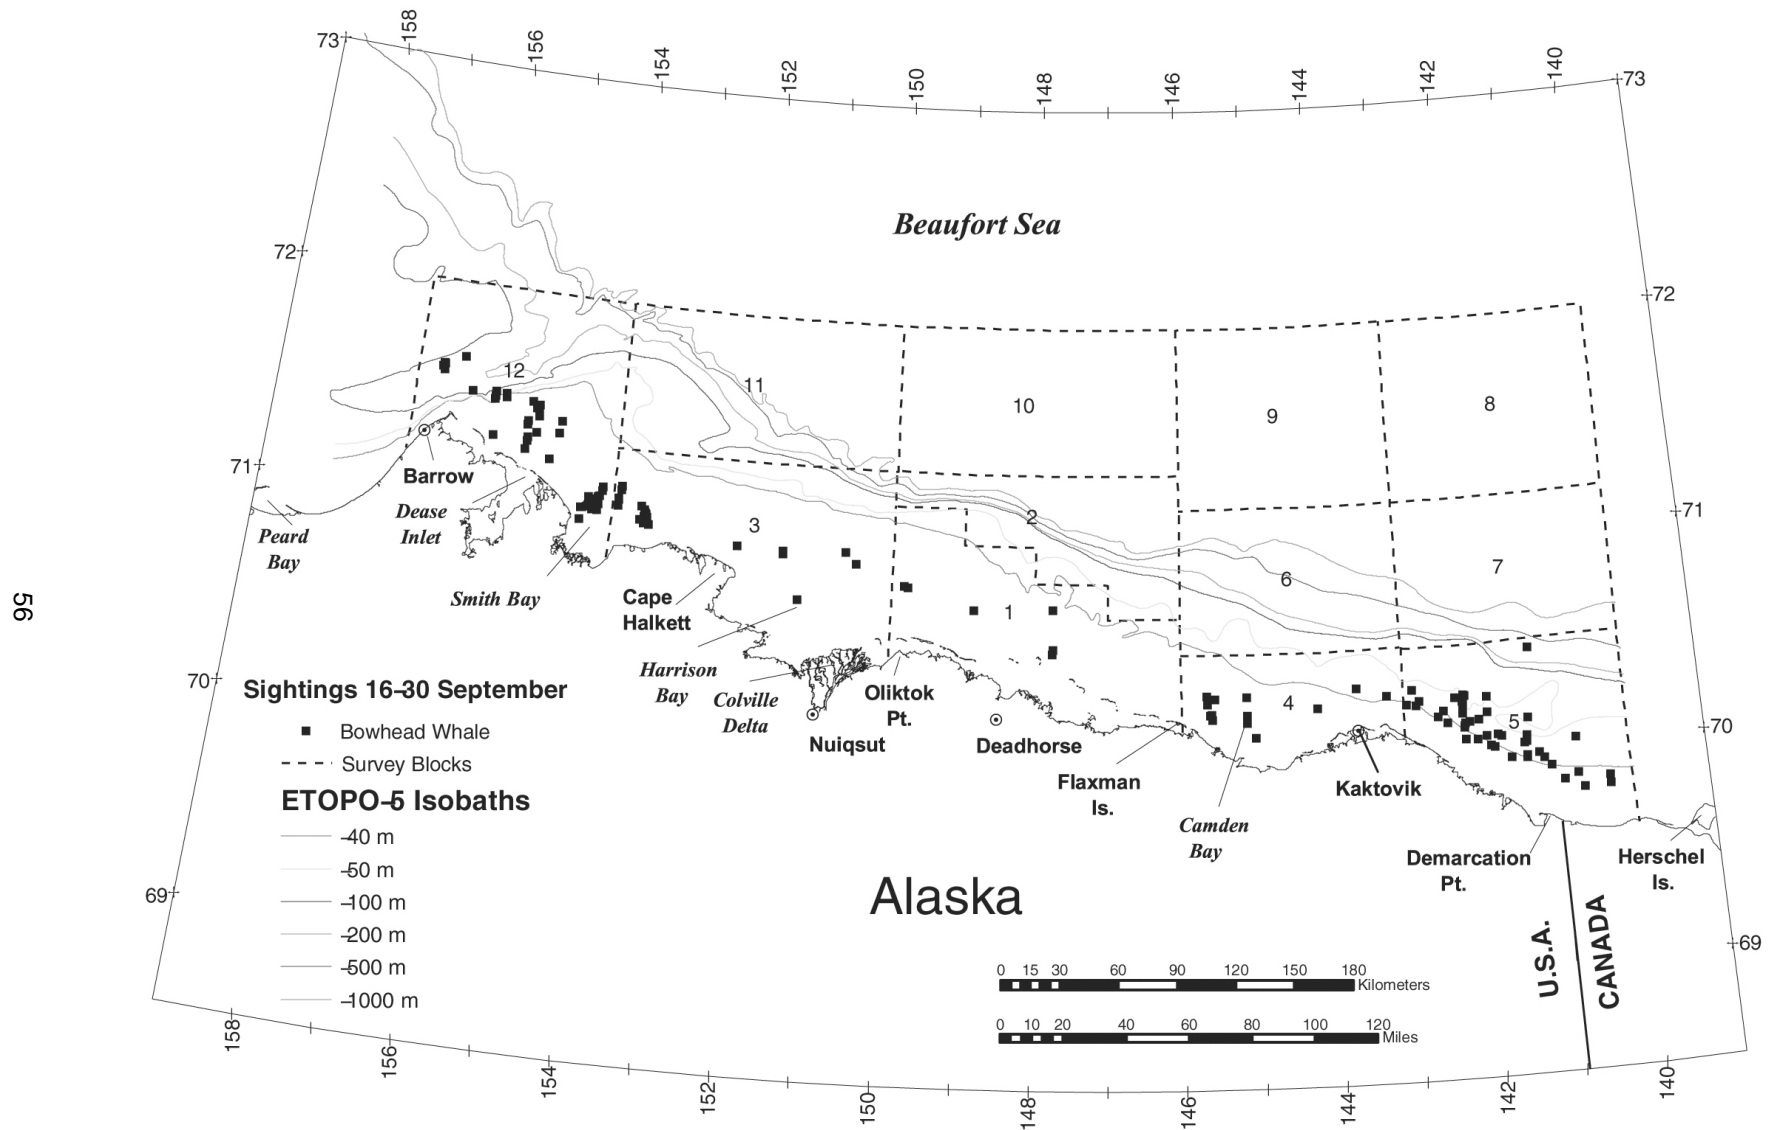 158
156
154
152
150
148
146
144
142
140
73
73
Beaufort Sea
72
72
12
11
10
9
8
71
71
Barrow
Dease
Inlet
Peard
Bay
3
2
6
7
Smith Bay
Cape
Halkett
1
56
Harrison
Bay
Colville
Delta
Oliktok
Pt.
4
5
70
70
Nuiqsut
Deadhorse
Flaxman
Is.
Kaktovik
Camden
Bay
Demarcation
Pt.
Herschel
Is.
Sightings 16-30 September
Bowhead Whale
Survey Blocks
ETOPO-5 Isobaths
-40 m
-50 m
-100 m
-200 m
-500 m
-1000 m
69
69
Alaska
U.S.A.
CANADA
0 15 30 60 90 120 150 180
Kilometers
0 10 20 40 60 80 100 120
Miles
158
156
154
152
150
148
146
144
142
140